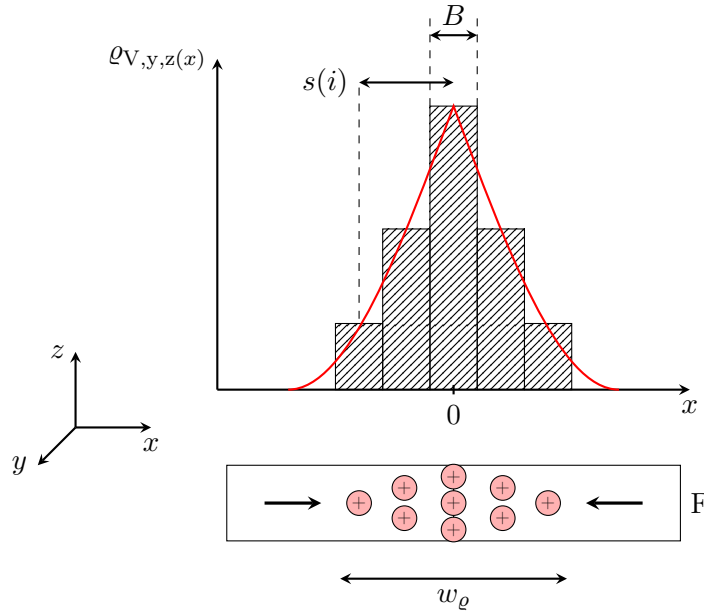 B
ϱV,y,z(x)
s(i)
z
x
y
0
x
+ + + + + + + + +
F
wϱ